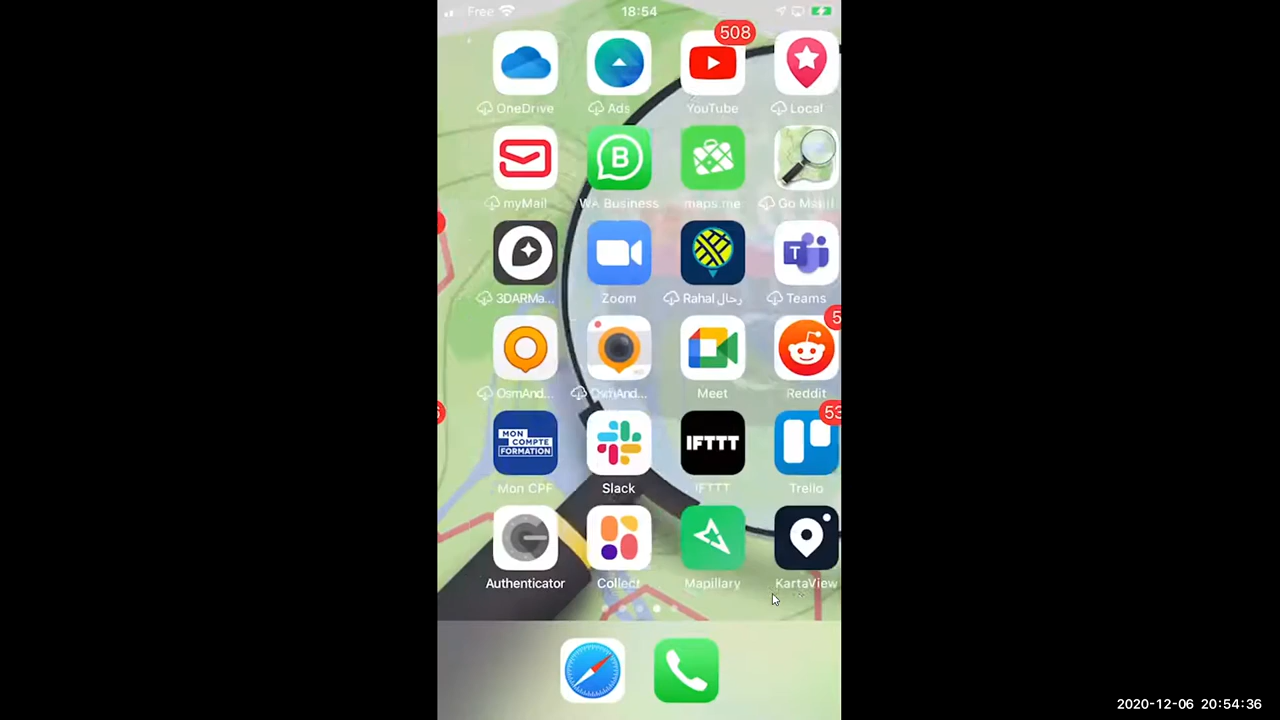 Free 18:54
508
OneDrive Ads YouTube Local
B
myMail WA Business maps.me Go Map!!
T
3DARMa... Zoom Rahal رحال Teams
5
OsmAnd... OsmAnd... Meet Reddit
6 53
MON COMPTE FORMATION IFTTT
Mon CPF Slack IFTTT Trello
Authenticator Collect Mapillary KartaView
2020-12-06 20:54:36